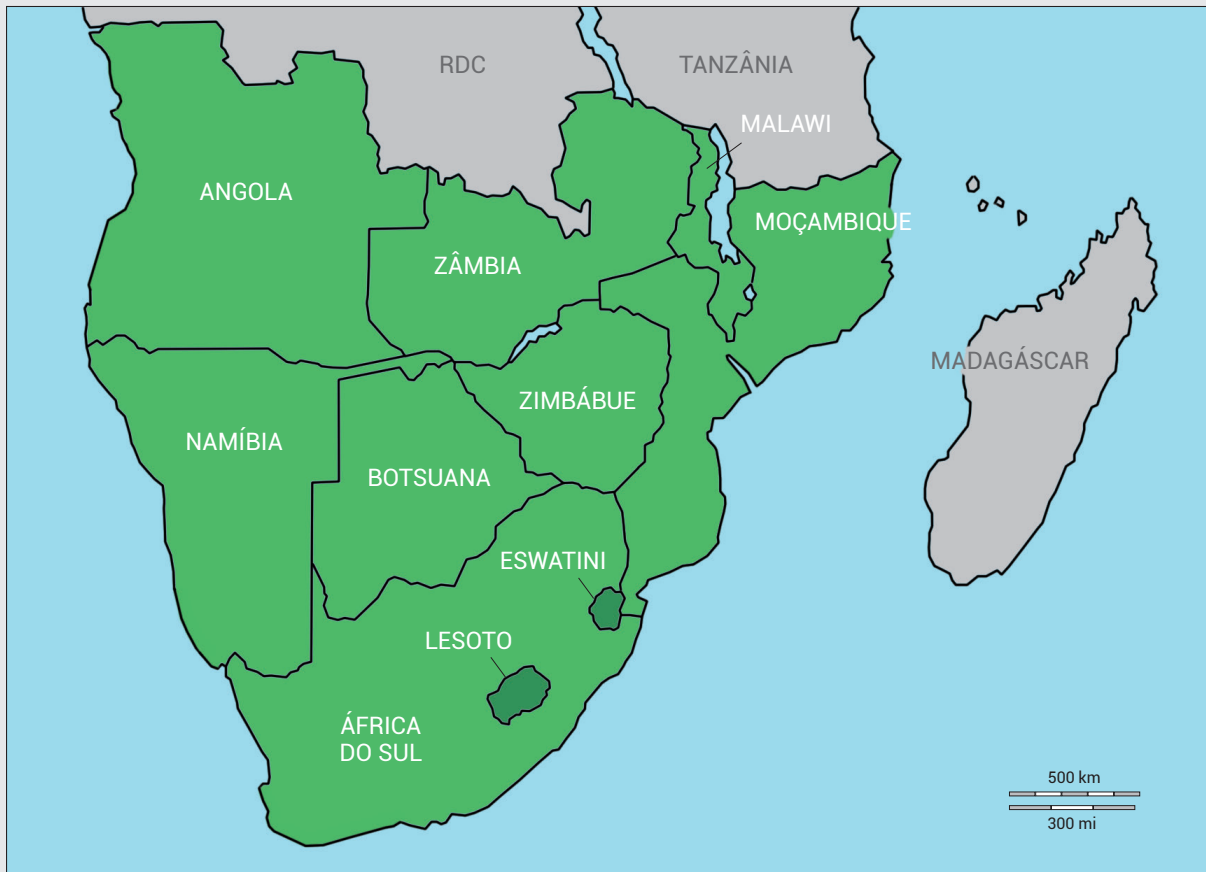 RDC
TANZÂNIA
MALAWI
ANGOLA
MOÇAMBIQUE
ZÂMBIA
MADAGÁSCAR
ZIMBÁBUE
NAMÍBIA
BOTSUANA
ESWATINI
LESOTO
ÁFRICA
DO SUL
500 km
300 mi